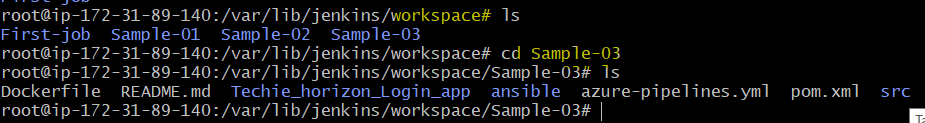 root@ip-172-31-89-140:/var/lib/jenkins/workspace# ls
First-job  Sample-01  Sample-02  Sample-03
root@ip-172-31-89-140:/var/lib/jenkins/workspace# cd Sample-03
root@ip-172-31-89-140:/var/lib/jenkins/workspace/Sample-03# ls
Dockerfile  README.md  Techie_horizon_Login_app  ansible  azure-pipelines.yml  pom.xml  src
root@ip-172-31-89-140:/var/lib/jenkins/workspace/Sample-03#